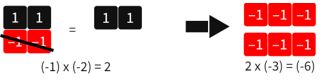 1 1 = 1 1 −1 −1 −1
−1 −1 −1 −1 −1
(-1) x (-2) = 2 2 x (-3) = (-6)